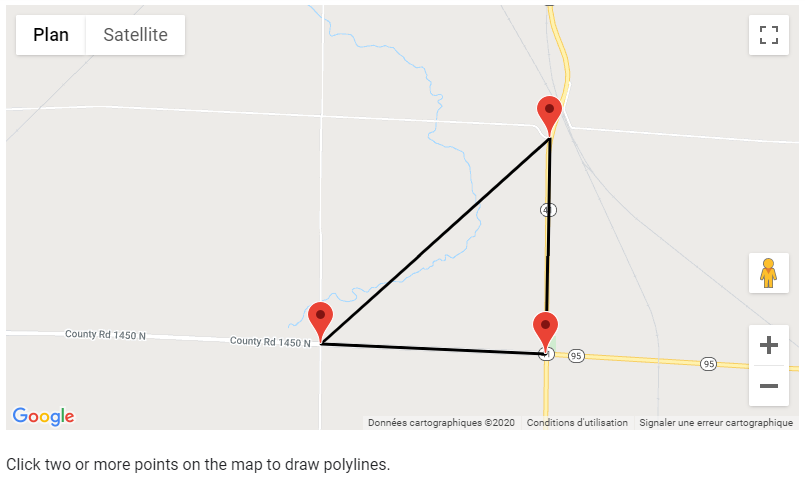 Plan Satellite
41
County Rd 1450 N
County Rd 1450 N
95
95
Google
Données cartographiques ©2020 Conditions d'utilisation Signaler une erreur cartographique
Click two or more points on the map to draw polylines.